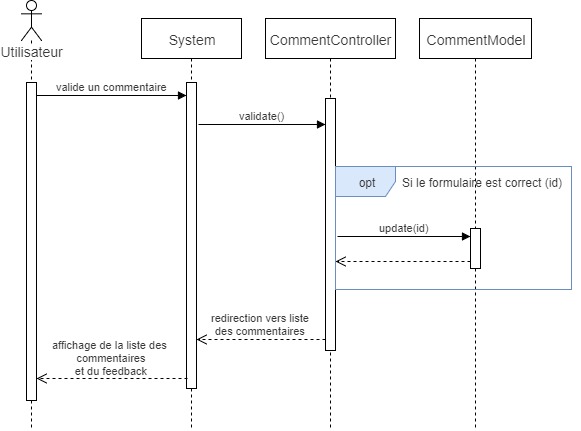 Utilisateur
System
CommentController
CommentModel
valide un commentaire
validate()
opt
Si le formulaire est correct (id)
update(id)
redirection vers liste
des commentaires
affichage de la liste des
commentaires
et du feedback